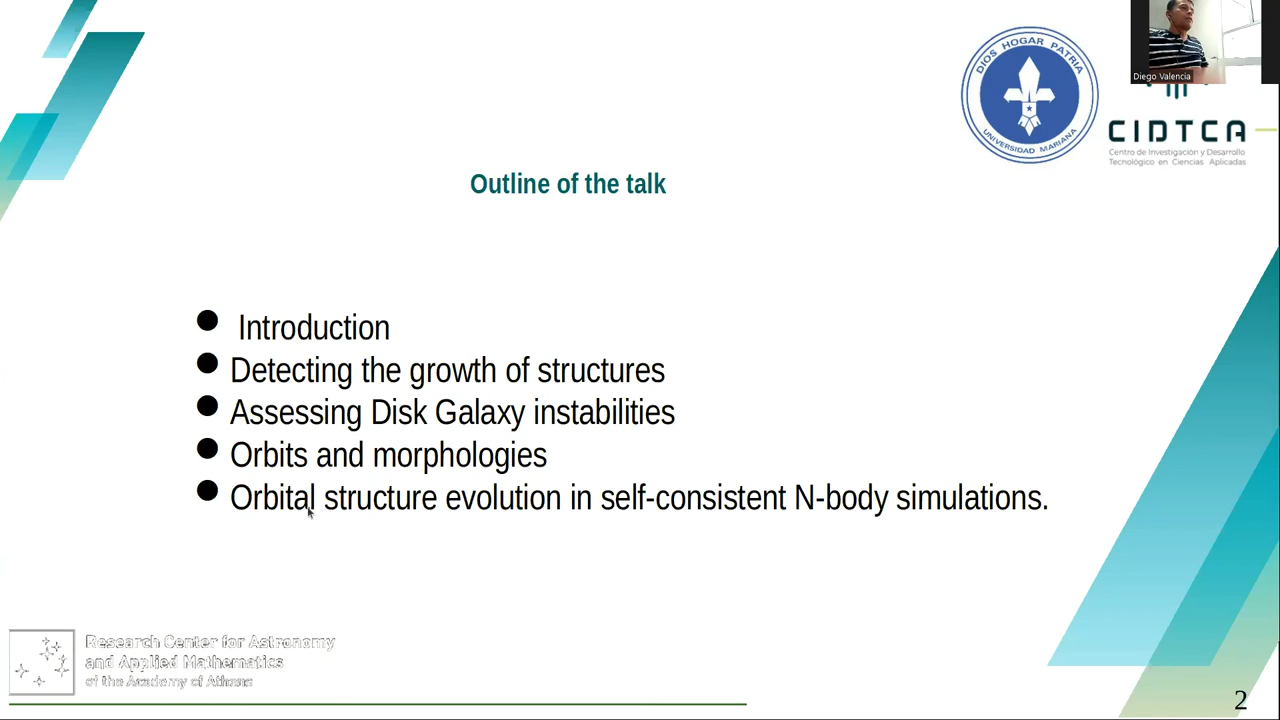 DIOS HOGAR PATRIA
UNIVERSIDAD MARIANA
Diego Valencia
CIDTCA
Centro de Investigación y Desarrollo
Tecnológico en Ciencias Aplicadas
Outline of the talk
Introduction
Detecting the growth of structures
Assessing Disk Galaxy instabilities
Orbits and morphologies
Orbital structure evolution in self-consistent N-body simulations.
Research Center for Astronomy
and Applied Mathematics
of the Academy of Athens
2